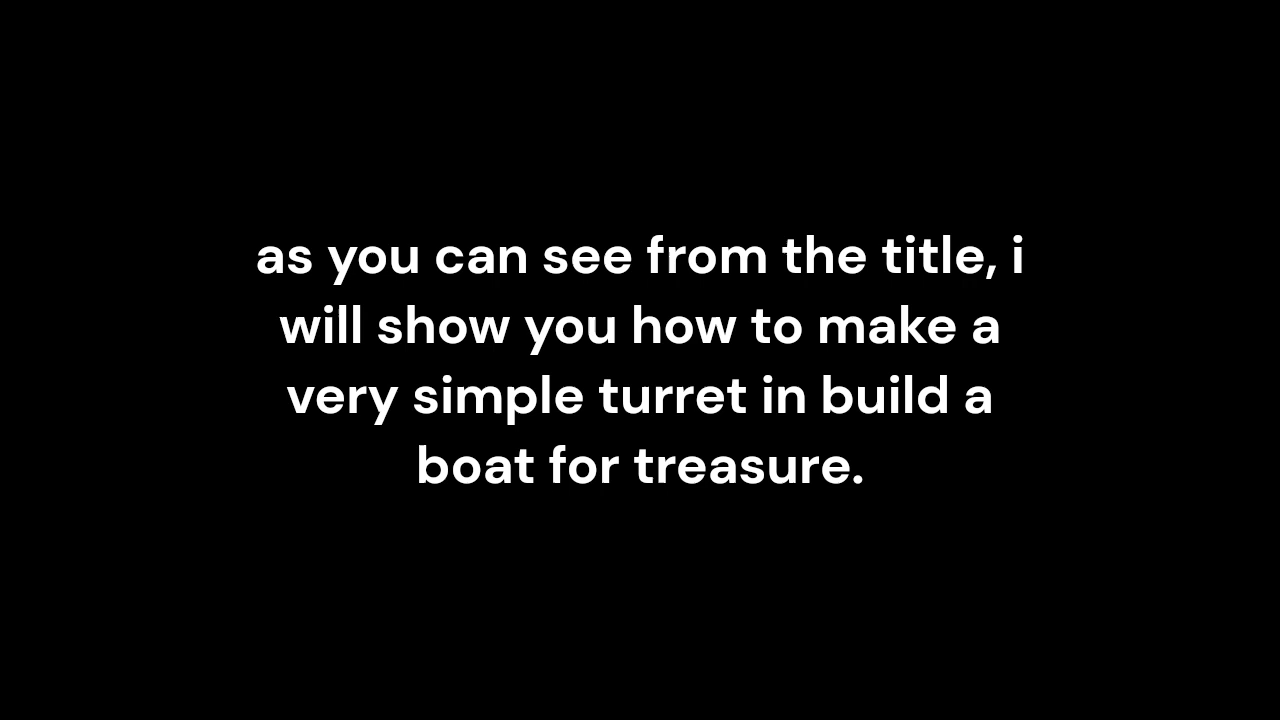 as you can see from the title, i
will show you how to make a
very simple turret in build a
boat for treasure.